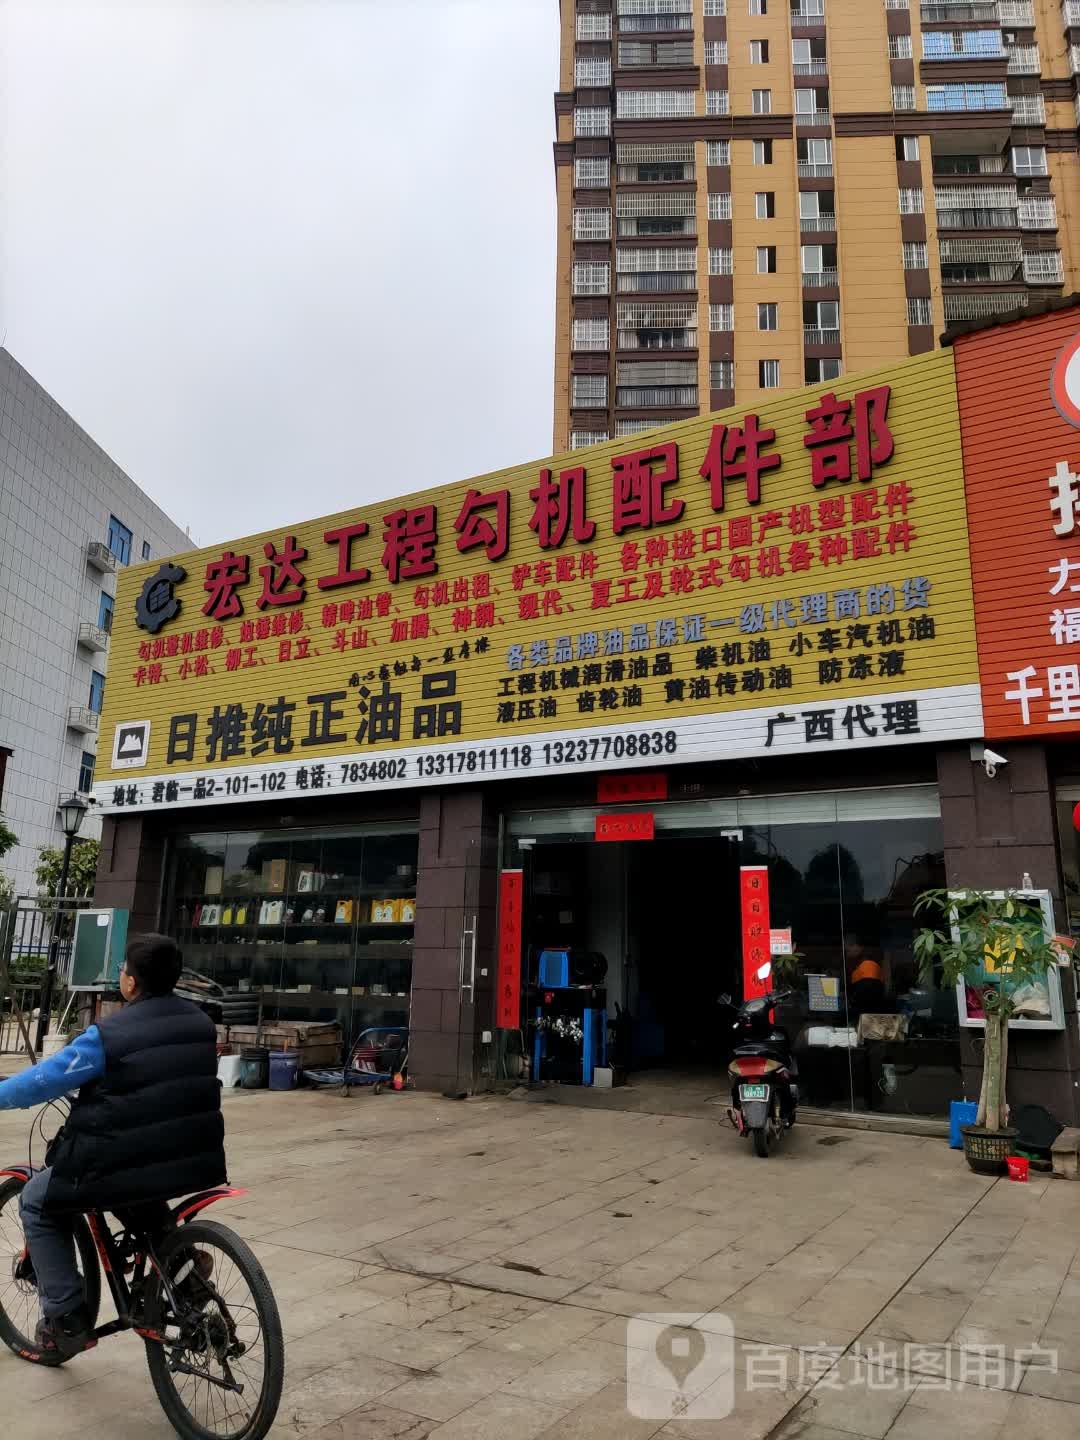 宏达工程勾机配件部
勾机整机维修、炮锤维修、精啤油管、勾机出租、铲车配件 各种进口国产机型配件
卡特、小松、柳工、日立、斗山、加腾、神钢、现代、夏工及轮式勾机各种配件
各类品牌油品保证一级代理商的货
日推纯正油品
工程机械润滑油品 柴机油 小车汽机油
液压油 齿轮油 黄油传动油 防冻液
地址：君临一品2-101-102 电话：7834802 13317811118 13237708838
广西代理
力
福
千里
百度地图用户